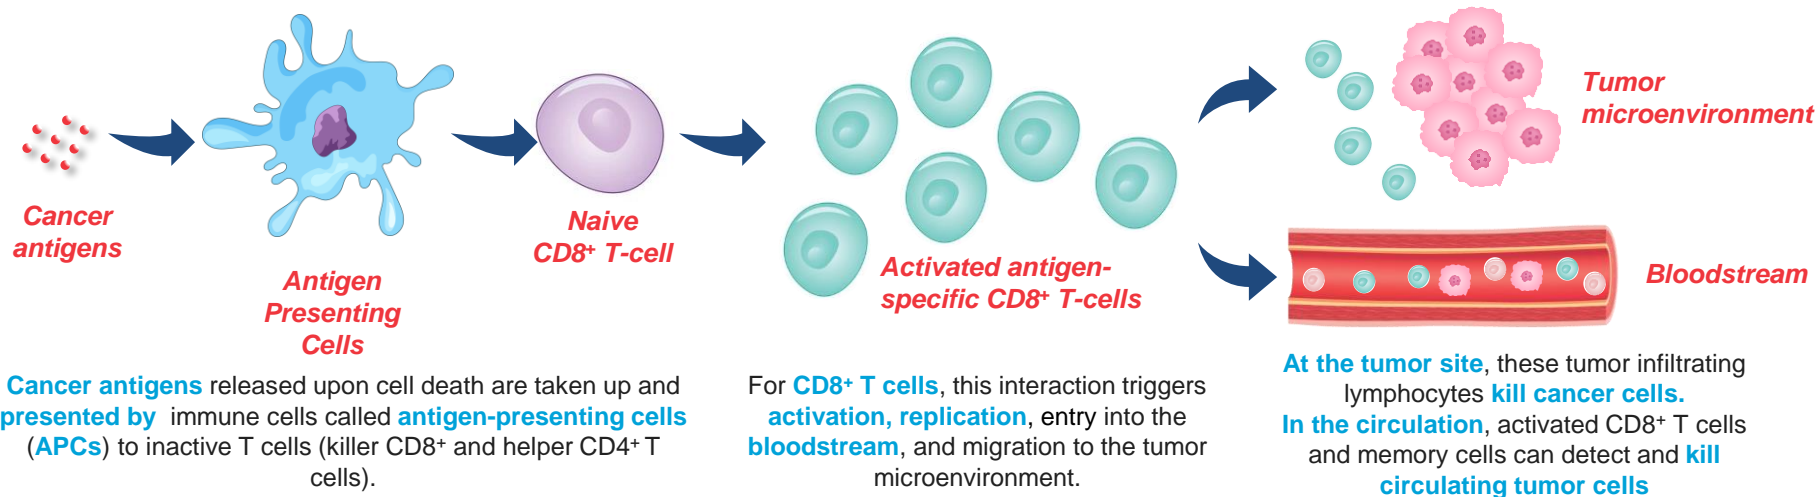 Cancer
antigens
Antigen
Presenting
Cells
Naive
CD8⁺ T-cell
Activated antigen-
specific CD8⁺ T-cells
Tumor
microenvironment
Bloodstream
Cancer antigens released upon cell death are taken up and
presented by immune cells called antigen-presenting cells
(APCs) to inactive T cells (killer CD8⁺ and helper CD4⁺ T
cells).
For CD8⁺ T cells, this interaction triggers
activation, replication, entry into the
bloodstream, and migration to the tumor
microenvironment.
At the tumor site, these tumor infiltrating
lymphocytes kill cancer cells.
In the circulation, activated CD8⁺ T cells
and memory cells can detect and kill
circulating tumor cells